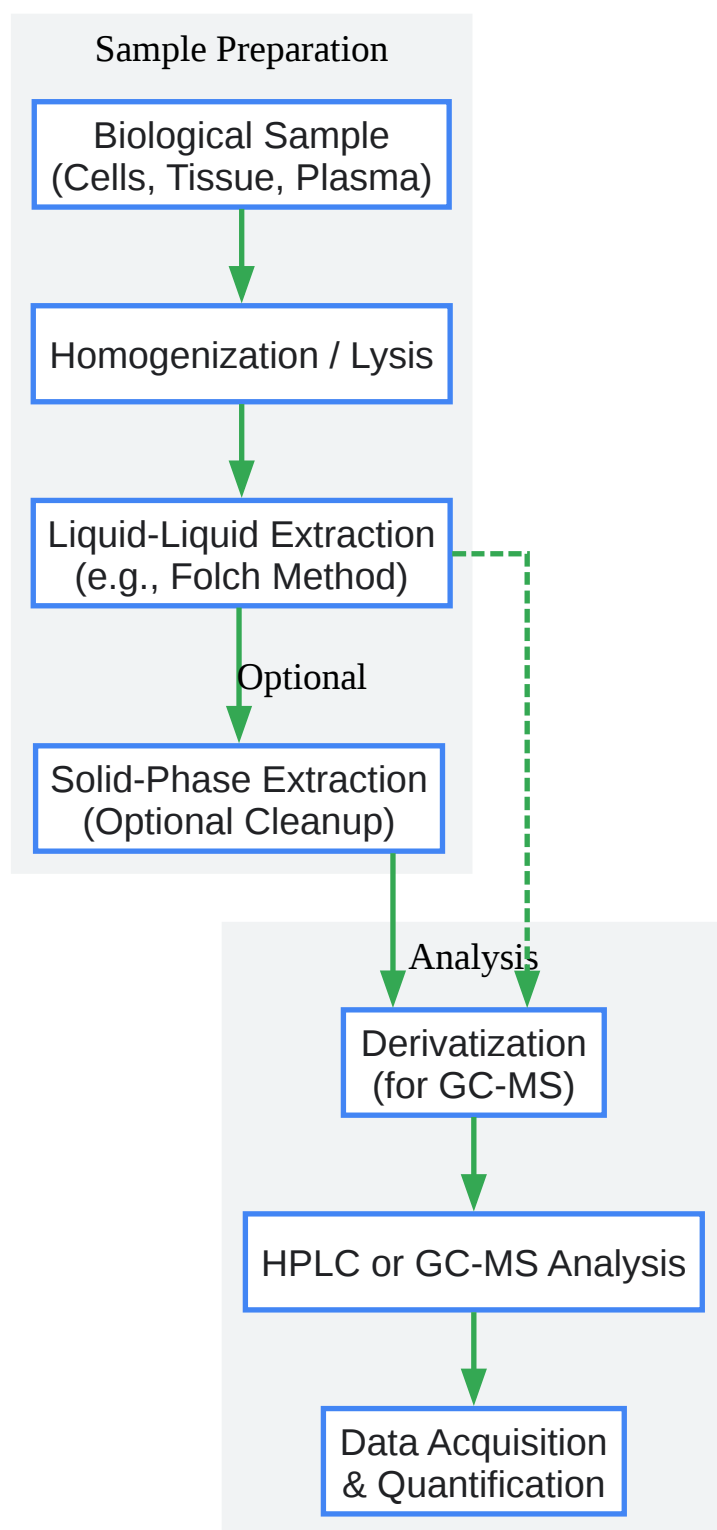 Sample Preparation
Biological Sample
(Cells, Tissue, Plasma)
Homogenization / Lysis
Liquid-Liquid Extraction
(e.g., Folch Method)
Optional
Solid-Phase Extraction
(Optional Cleanup)
Analysis
Derivatization
(for GC-MS)
HPLC or GC-MS Analysis
Data Acquisition
& Quantification